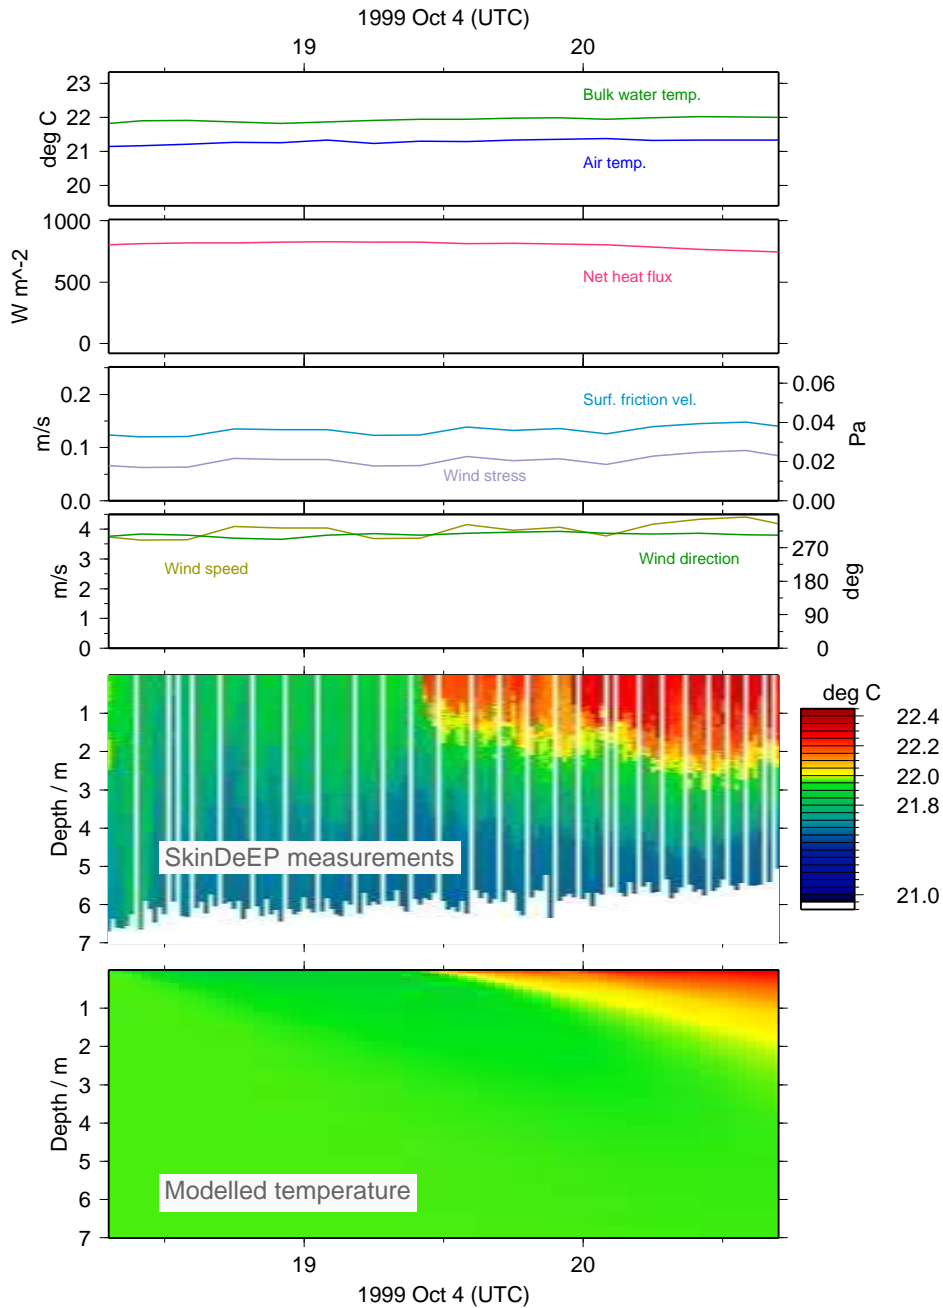 1999 Oct 4 (UTC)
19 20
23
22
21
20
deg C
Bulk water temp.
Air temp.
1000
500
0
W m^-2
Net heat flux
0.2
0.1
0.0
m/s
Surf. friction vel.
Wind stress
0.06
0.04
0.02
0.00
Pa
4
3
2
1
0
m/s
Wind speed
Wind direction
270
180
90
0
deg
1
2
3
4
5
6
7
Depth / m
SkinDeEP measurements
deg C
22.4
22.2
22.0
21.8
21.0
1
2
3
4
5
6
7
Depth / m
Modelled temperature
19 20
1999 Oct 4 (UTC)